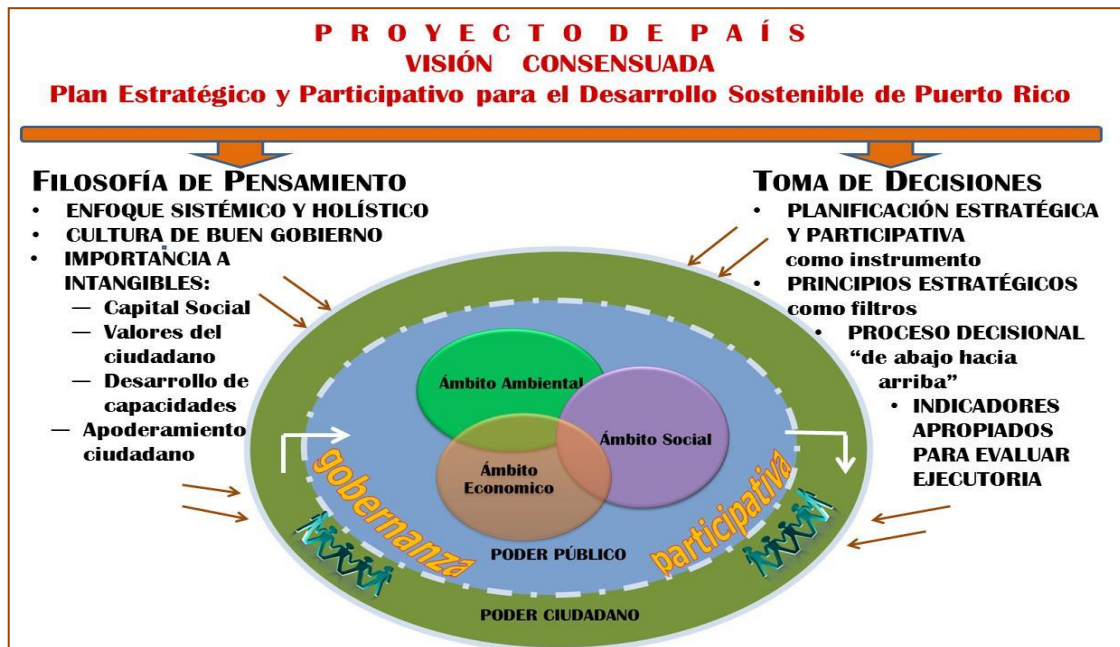 PROYECTO DE PAÍS
VISIÓN CONSENSUADA
Plan Estratégico y Participativo para el Desarrollo Sostenible de Puerto Rico
FILOSOFÍA DE PENSAMIENTO
• ENFOQUE SISTÉMICO Y HOLÍSTICO
• CULTURA DE BUEN GOBIERNO
• IMPORTANCIA A
INTANGIBLES:
— Capital Social
— Valores del
ciudadano
— Desarrollo de
capacidades
— Apoderamiento
ciudadano
TOMA DE DECISIONES
• PLANIFICACIÓN ESTRATÉGICA
Y PARTICIPATIVA
como instrumento
• PRINCIPIOS ESTRATÉGICOS
como filtros
• PROCESO DECISIONAL
“de abajo hacia
arriba”
• INDICADORES
APROPIADOS
PARA EVALUAR
EJECUTORIA
Ámbito Ambiental
Ámbito Social
Ámbito
Economico
gobernanza
participativa
PODER PÚBLICO
PODER CIUDADANO